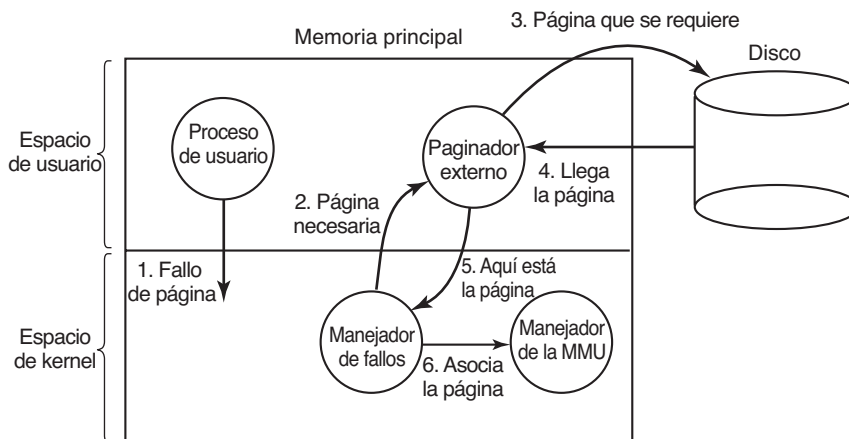 3. Página que se requiere
Memoria principal
Disco
Espacio
de usuario
Proceso
de usuario
Paginador
externo
4. Llega
la página
2. Página
necesaria
1. Fallo
de página
5. Aquí está
la página
Espacio
de kernel
Manejador
de fallos
6. Asocia
la página
Manejador
de la MMU